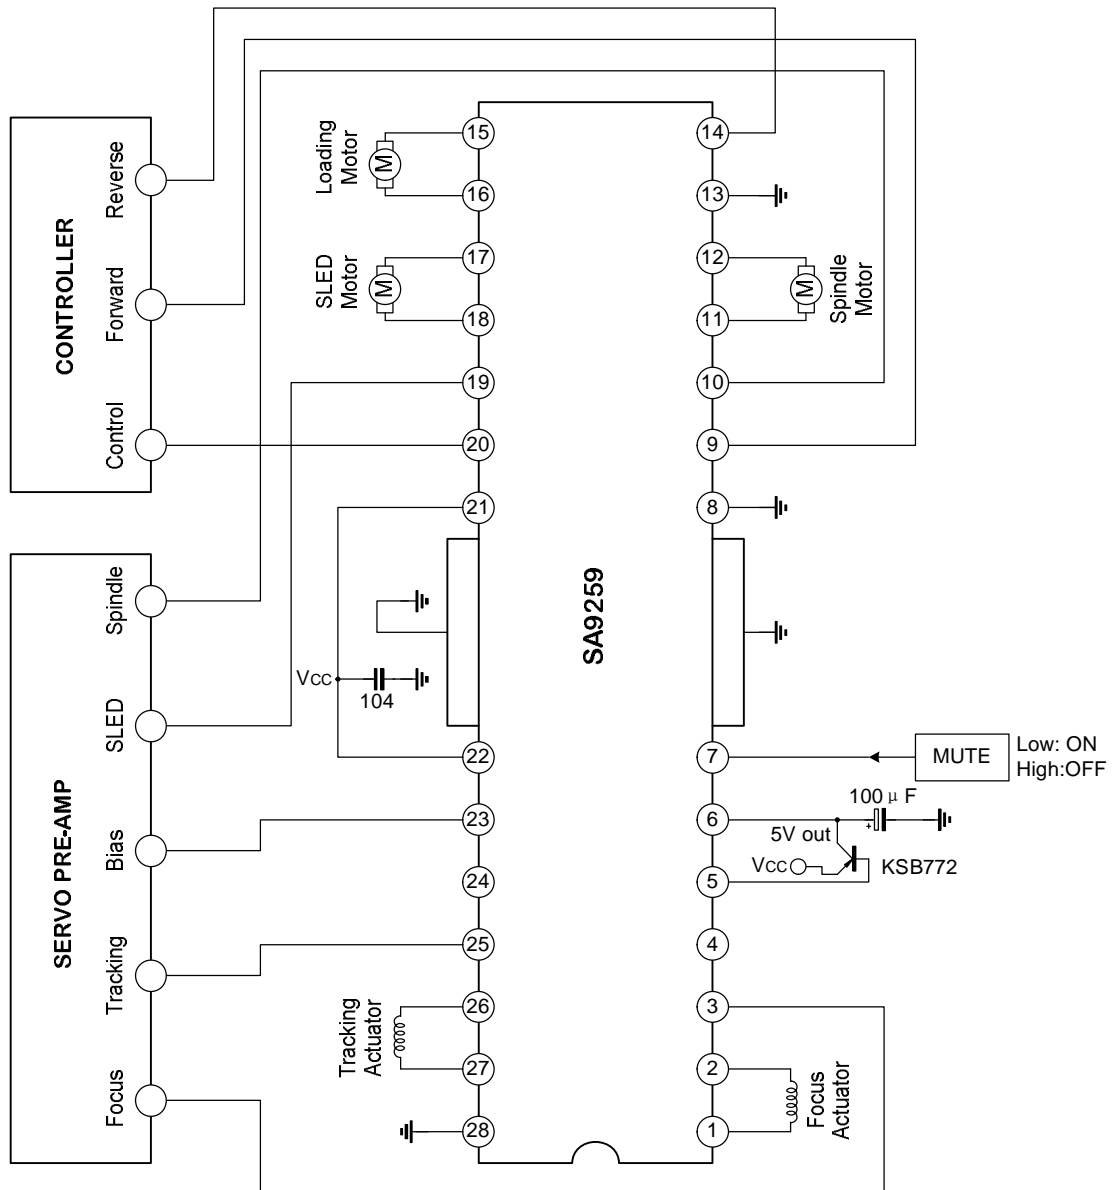 CONTROLLER
Reverse
Forward
Control
SERVO PRE-AMP
Spindle
SLED
Bias
Tracking
Focus
Loading
Motor
M
SLED
Motor
M
Vcc
104
Tracking
Actuator
15
16
17
18
19
20
21
22
23
24
25
26
27
28
SA9259
14
13
12
11
10
9
8
7
6
5
4
3
2
1
M
Spindle
Motor
MUTE
Low: ON
High:OFF
100 μ F
+
5V out
Vcc
KSB772
Focus
Actuator